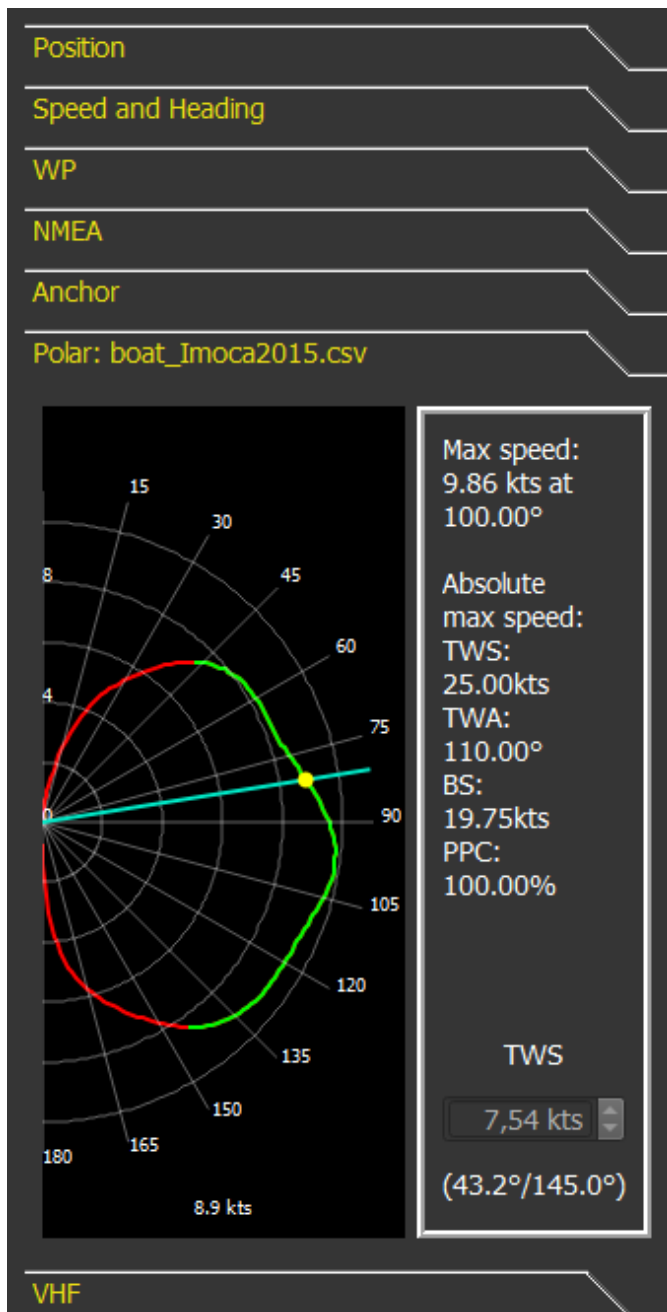 Position
Speed and Heading
WP
NMEA
Anchor
Polar: boat_Imoca2015.csv
15
30
45
60
75
90
105
120
135
150
165
180
8
4
0
8.9 kts
Max speed:
9.86 kts at
100.00°
Absolute
max speed:
TWS:
25.00kts
TWA:
110.00°
BS:
19.75kts
PPC:
100.00%
TWS
7,54 kts
(43.2°/145.0°)
VHF